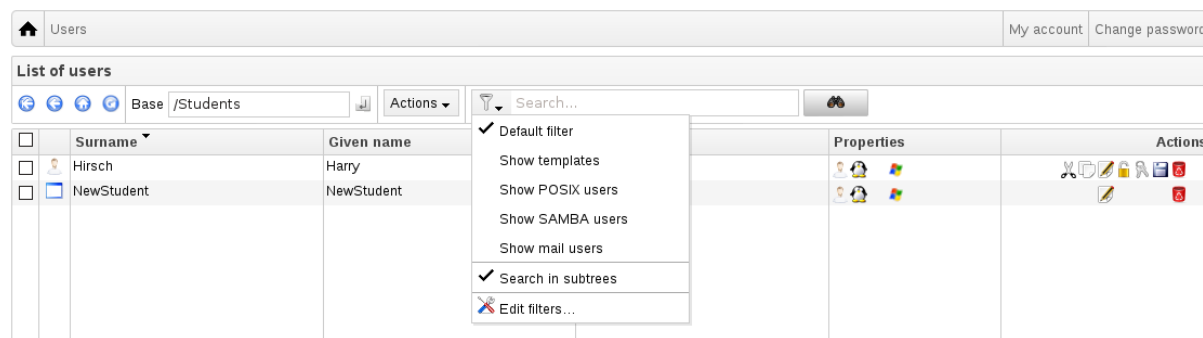 Users My account Change password
List of users
Base /Students Actions Search...
Surname Given name Properties Actions
Hirsch Harry
NewStudent NewStudent
Default filter
Show templates
Show POSIX users
Show SAMBA users
Show mail users
Search in subtrees
Edit filters...